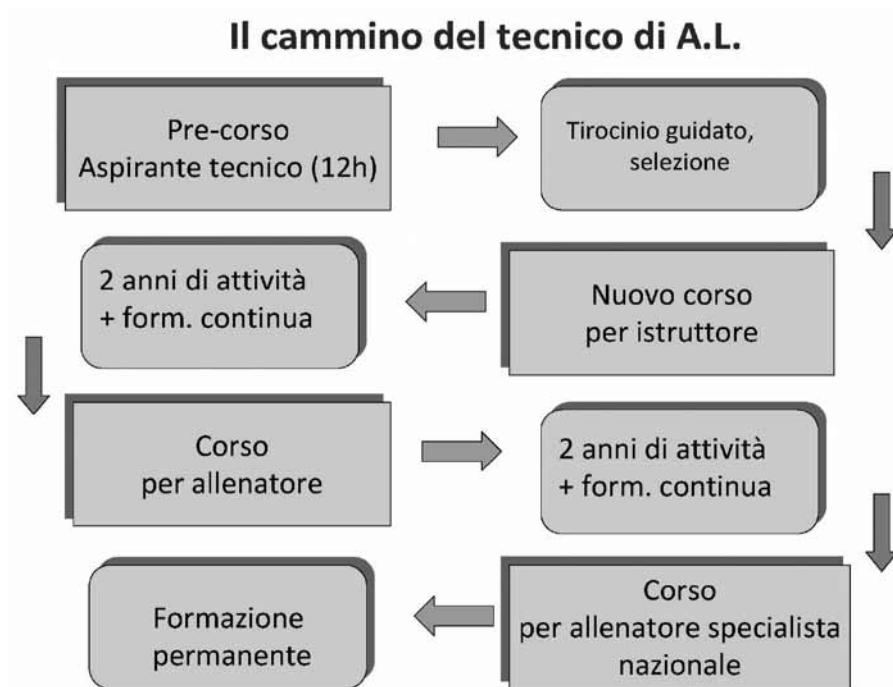 Il cammino del tecnico di A.L.
Pre-corso
Aspirante tecnico (12h)
Tirocinio guidato,
selezione
Nuovo corso
per istruttore
2 anni di attività
+ form. continua
Corso
per allenatore
2 anni di attività
+ form. continua
Corso
per allenatore specialista
nazionale
Formazione
permanente